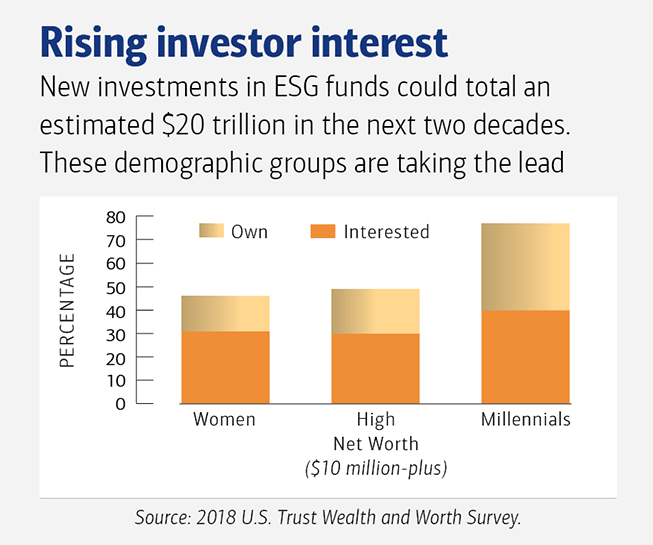 Rising investor interest
New investments in ESG funds could total an
estimated $20 trillion in the next two decades.
These demographic groups are taking the lead
80
70
60
50
40
30
20
10
0
PERCENTAGE
Own
Interested
Women
High
Net Worth
($10 million-plus)
Millennials
Source: 2018 U.S. Trust Wealth and Worth Survey.